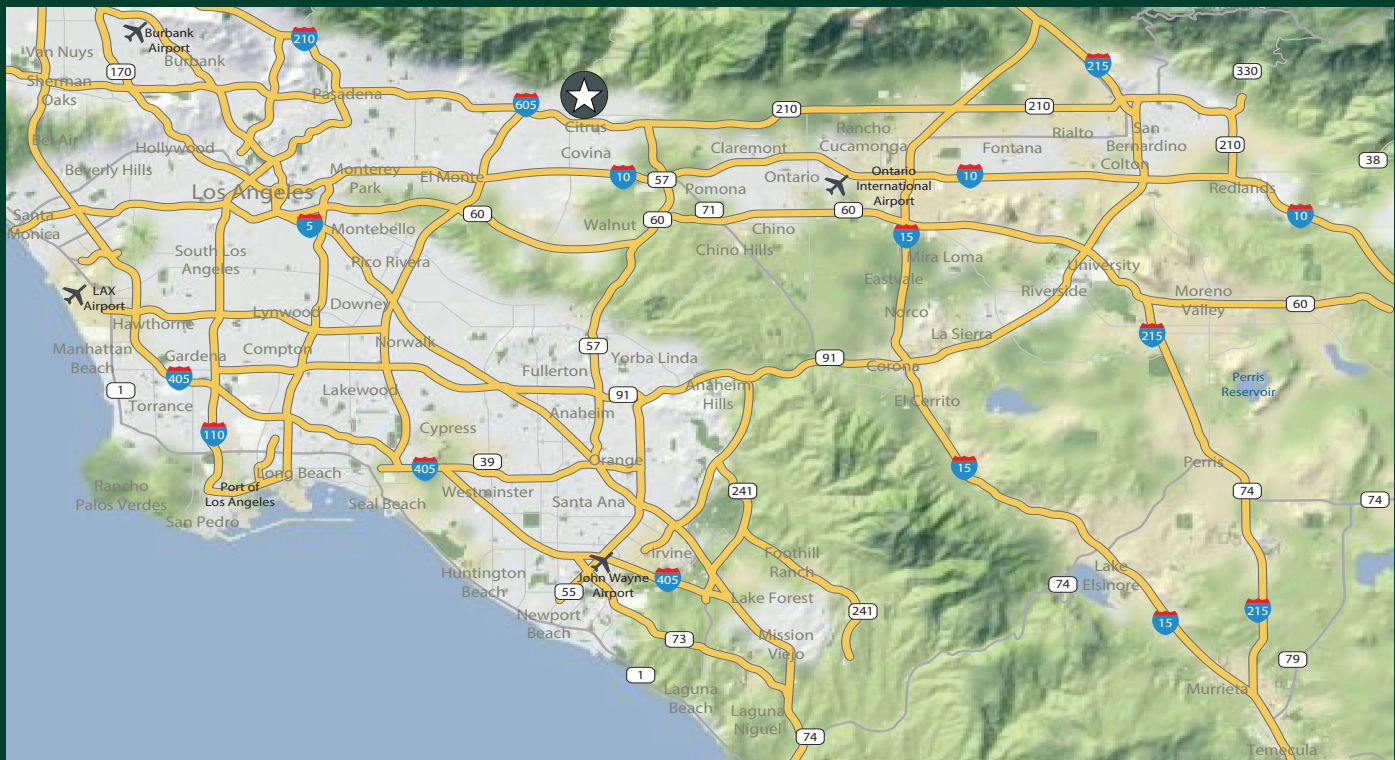 Burbank
Airport
Van Nuys
Burbank
210
170
Sherman
Oaks
Pasadena
605
215
330
210
210
Citrus
Bel Air
Hollywood
Beverly Hills
Covina
Claremont
Rancho
Cucamonga
Fontana
Rialto
San
Bernardino
210
Colton
38
Monterey
Park
El Monte
10
57
Pomona
Ontario
Ontario
International
Airport
10
Redlands
Los Angeles
Santa
Monica
5
Montebello
60
Walnut
60
71
60
Chino
15
10
South Los
Angeles
Pico Rivera
Chino Hills
Mira Loma
University
Eastvale
Riverside
LAX
Airport
Hawthorne
Lynwood
Downey
Norco
Moreno
Valley
60
La Sierra
215
Manhattan
Beach
Gardena
Compton
Norwalk
57
Yorba Linda
91
Corona
Fullerton
405
1
Torrance
Lakewood
91
Anaheim
Hills
El Cerrito
Perris
Reservoir
Anaheim
110
Cypress
405
39
Orange
15
Perris
Long Beach
Rancho
Palos Verdes
Port of
Los Angeles
San Pedro
Seal Beach
Westminster
Santa Ana
241
74
74
Irvine
Foothill
Ranch
Huntington
Beach
John Wayne
Airport
405
55
Lake Forest
74
Lake
Elsinore
Newport
Beach
241
15
215
73
Mission
Viejo
1
79
Laguna
Beach
Murrieta
Laguna
Niguel
74
Temecula